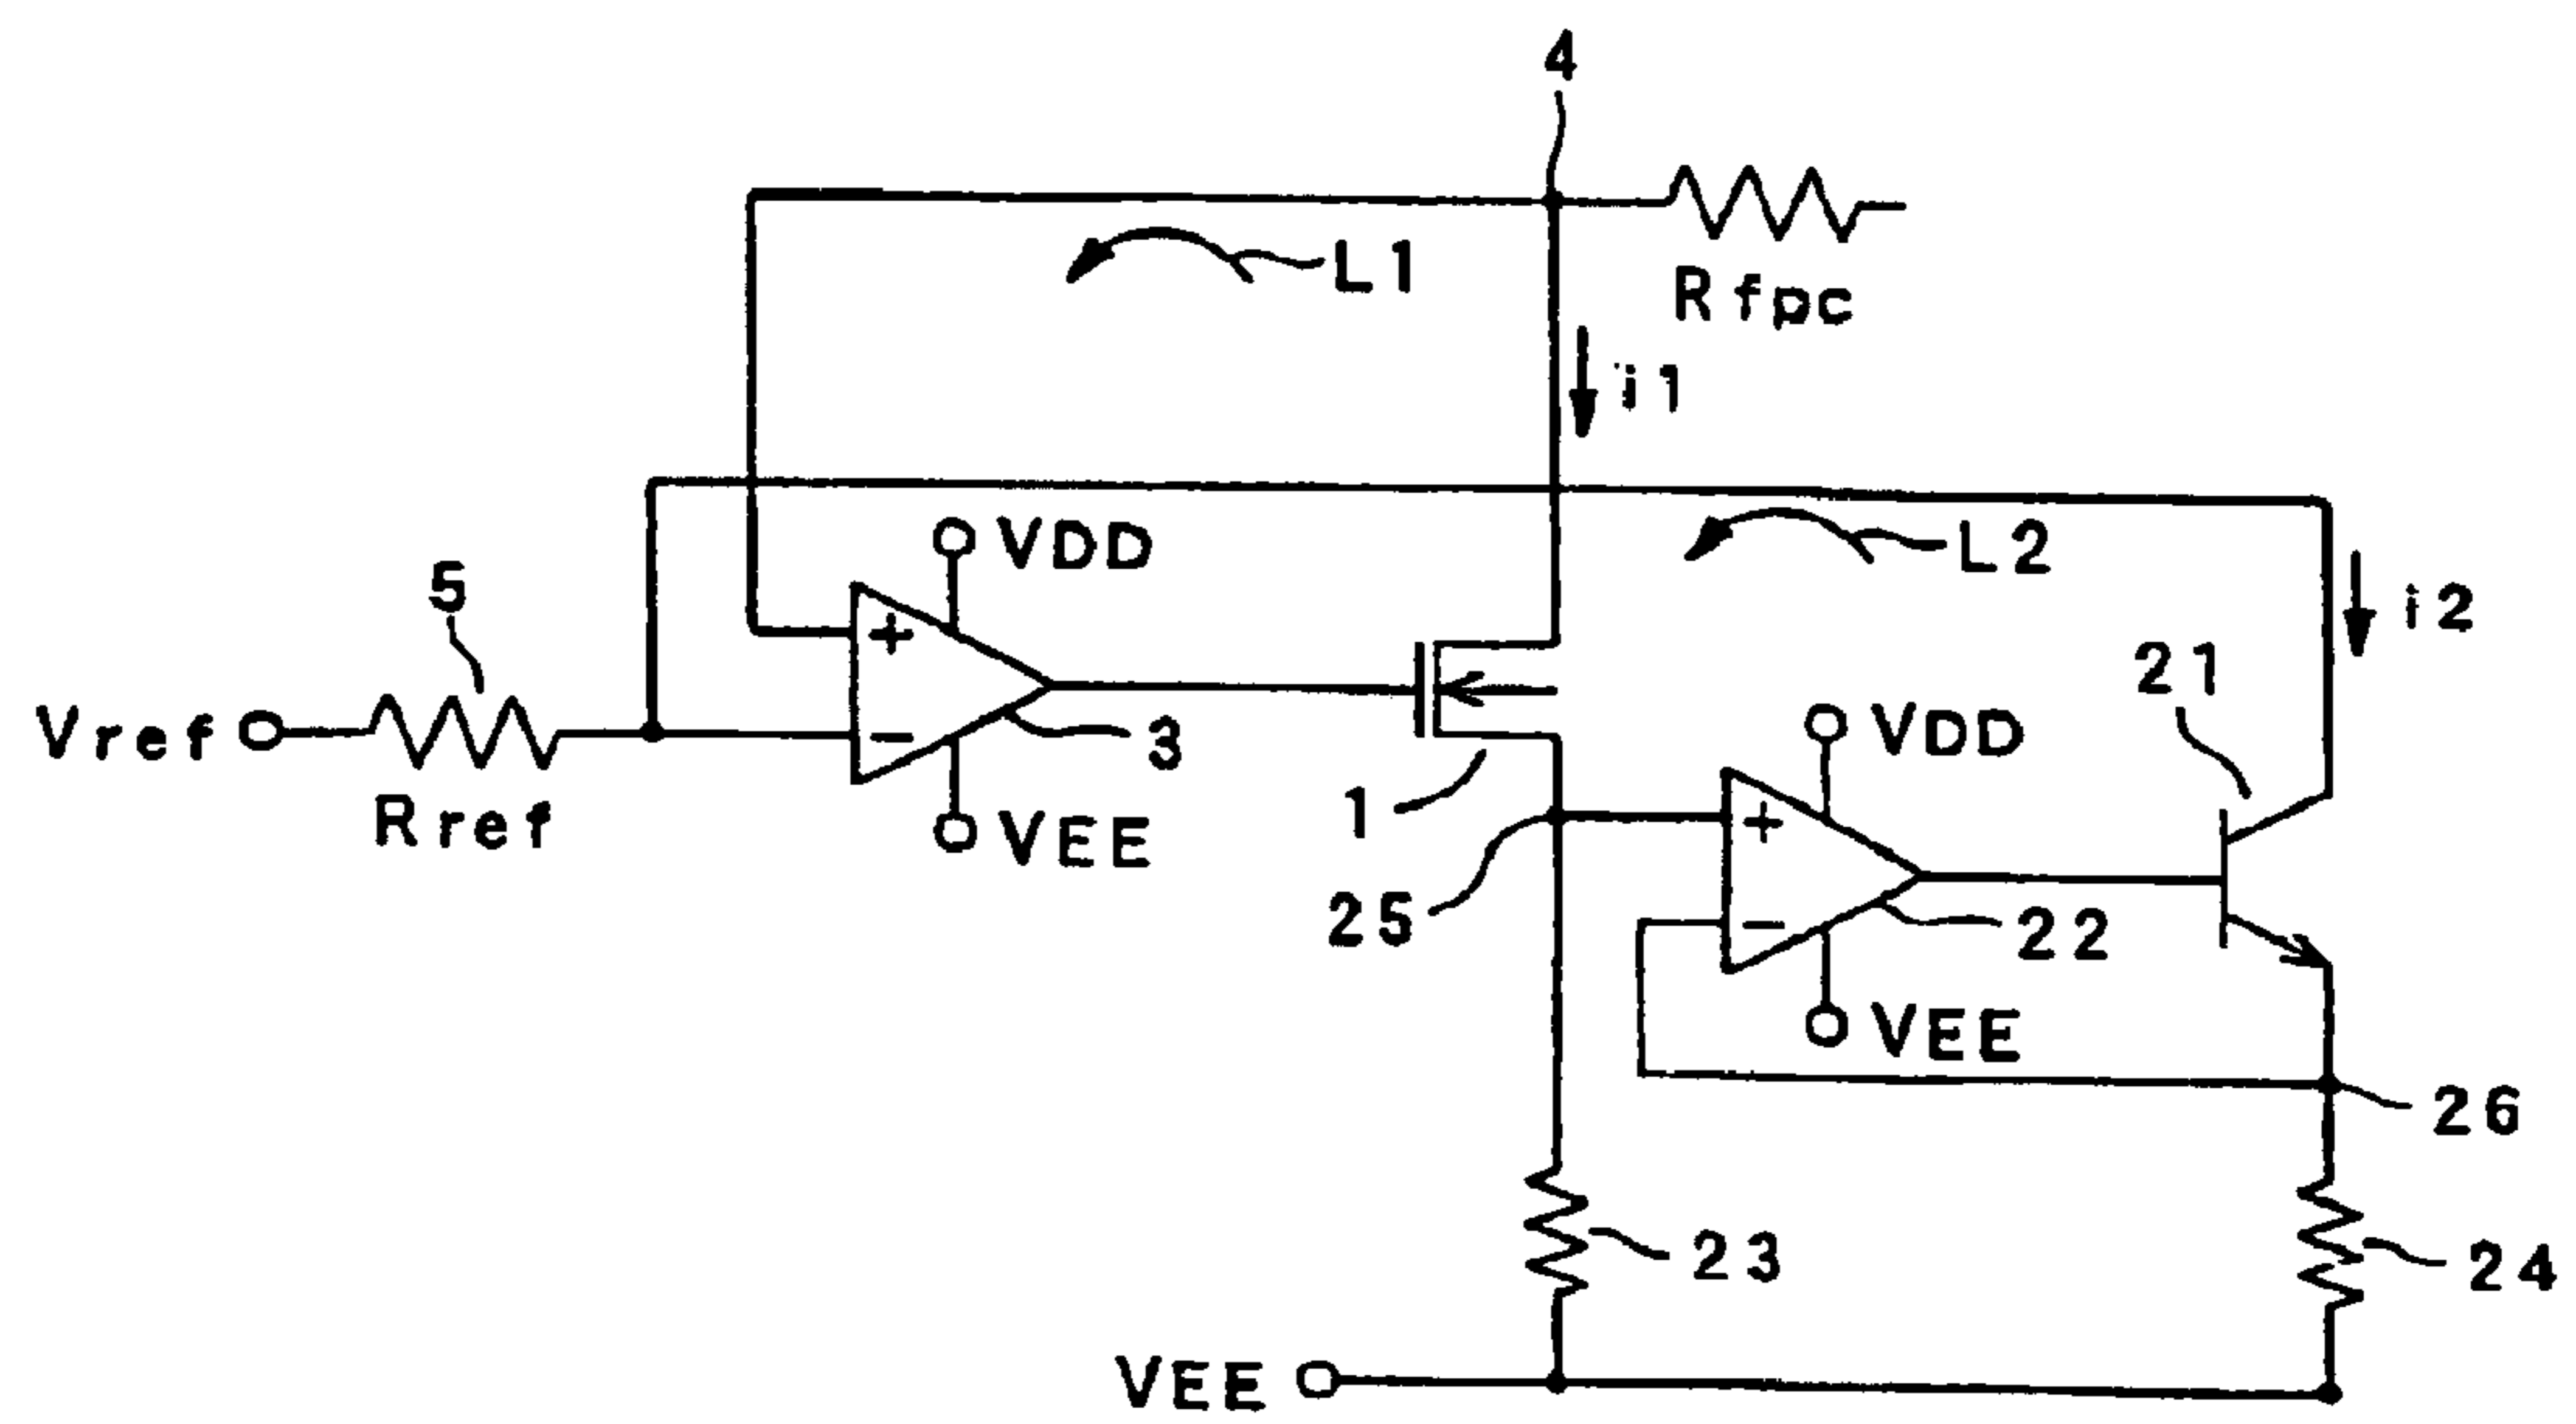 4
L1
Rfpc
i1
VDD
L2
5
i2
21
+
Vref
VDD
−
3
Rref
VEE
1
+
25
−
22
VEE
26
23
24
VEE